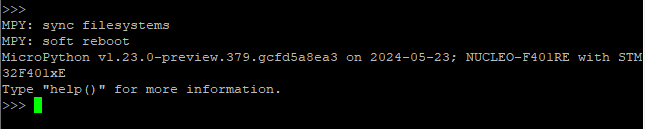 >>>
MPY: sync filesystems
MPY: soft reboot
MicroPython v1.23.0-preview.379.gcfd5a8ea3 on 2024-05-23; NUCLEO-F401RE with STM
32F401xE
Type "help()" for more information.
>>>